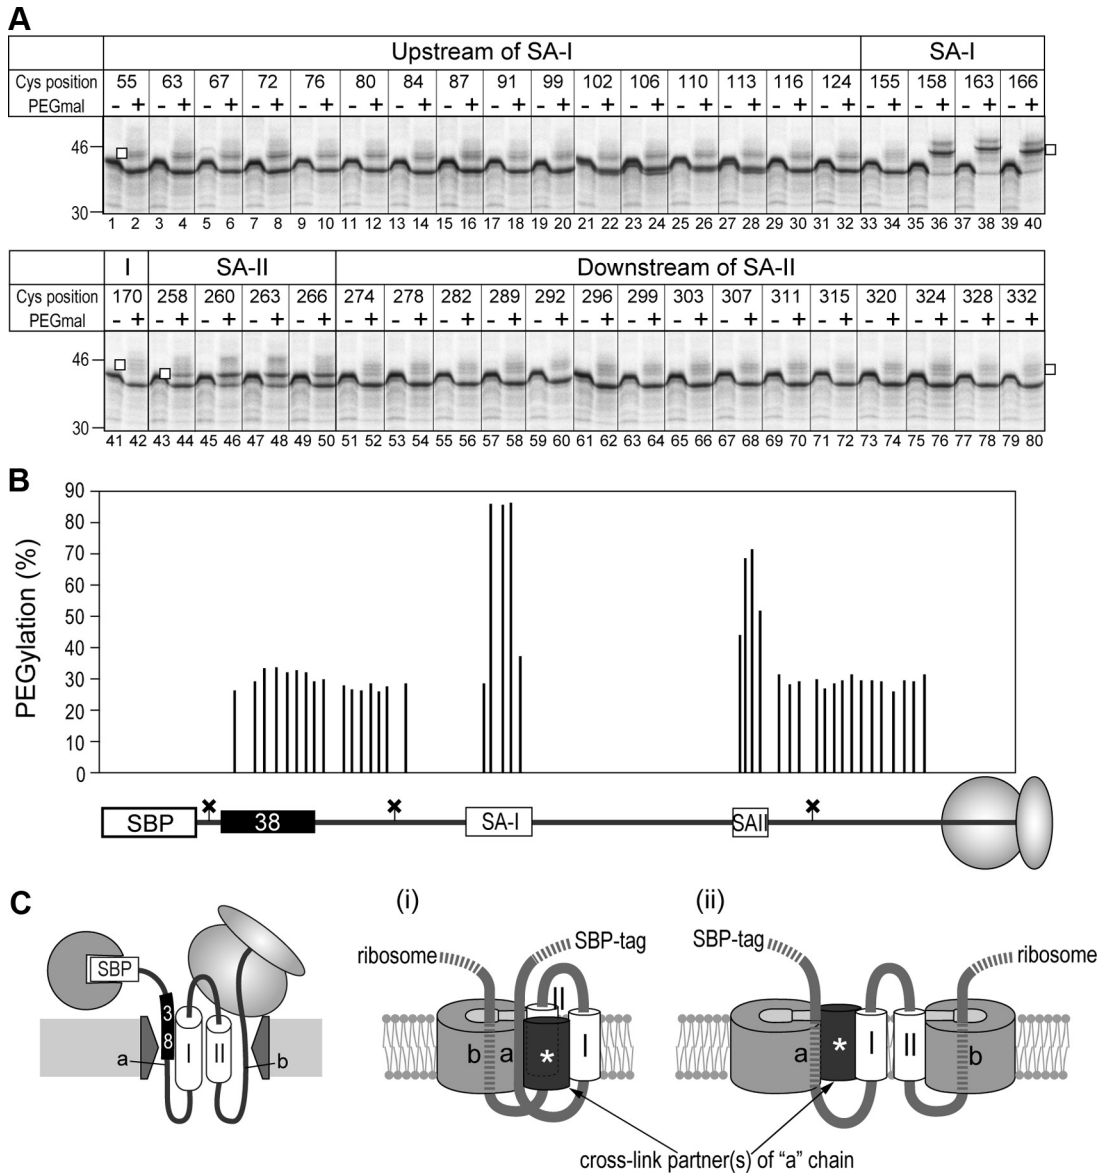 A
Upstream of SA-I SA-I
Cys position 55 63 67 72 76 80 84 87 91 99 102 106 110 113 116 124 155 158 163 166
PEGmal - + - + - + - + - + - + - + - + - + - + - + - + - + - + - + - + - + - + - + - +
46
30
1 2 3 4 5 6 7 8 9 10 11 12 13 14 15 16 17 18 19 20 21 22 23 24 25 26 27 28 29 30 31 32 33 34 35 36 37 38 39 40
I SA-II Downstream of SA-II
Cys position 170 258 260 263 266 274 278 282 289 292 296 299 303 307 311 315 320 324 328 332
PEGmal - + - + - + - + - + - + - + - + - + - + - + - + - + - + - + - + - + - + - + - +
46
30
41 42 43 44 45 46 47 48 49 50 51 52 53 54 55 56 57 58 59 60 61 62 63 64 65 66 67 68 69 70 71 72 73 74 75 76 77 78 79 80
B
PEGylation (%)
90
80
70
60
50
40
30
20
10
0
SBP 38 SA-I SAII
C
(i) (ii)
SBP 38 I II a b
ribosome SBP-tag
b a * II I
SBP-tag ribosome
a * I II b
cross-link partner(s) of “a” chain